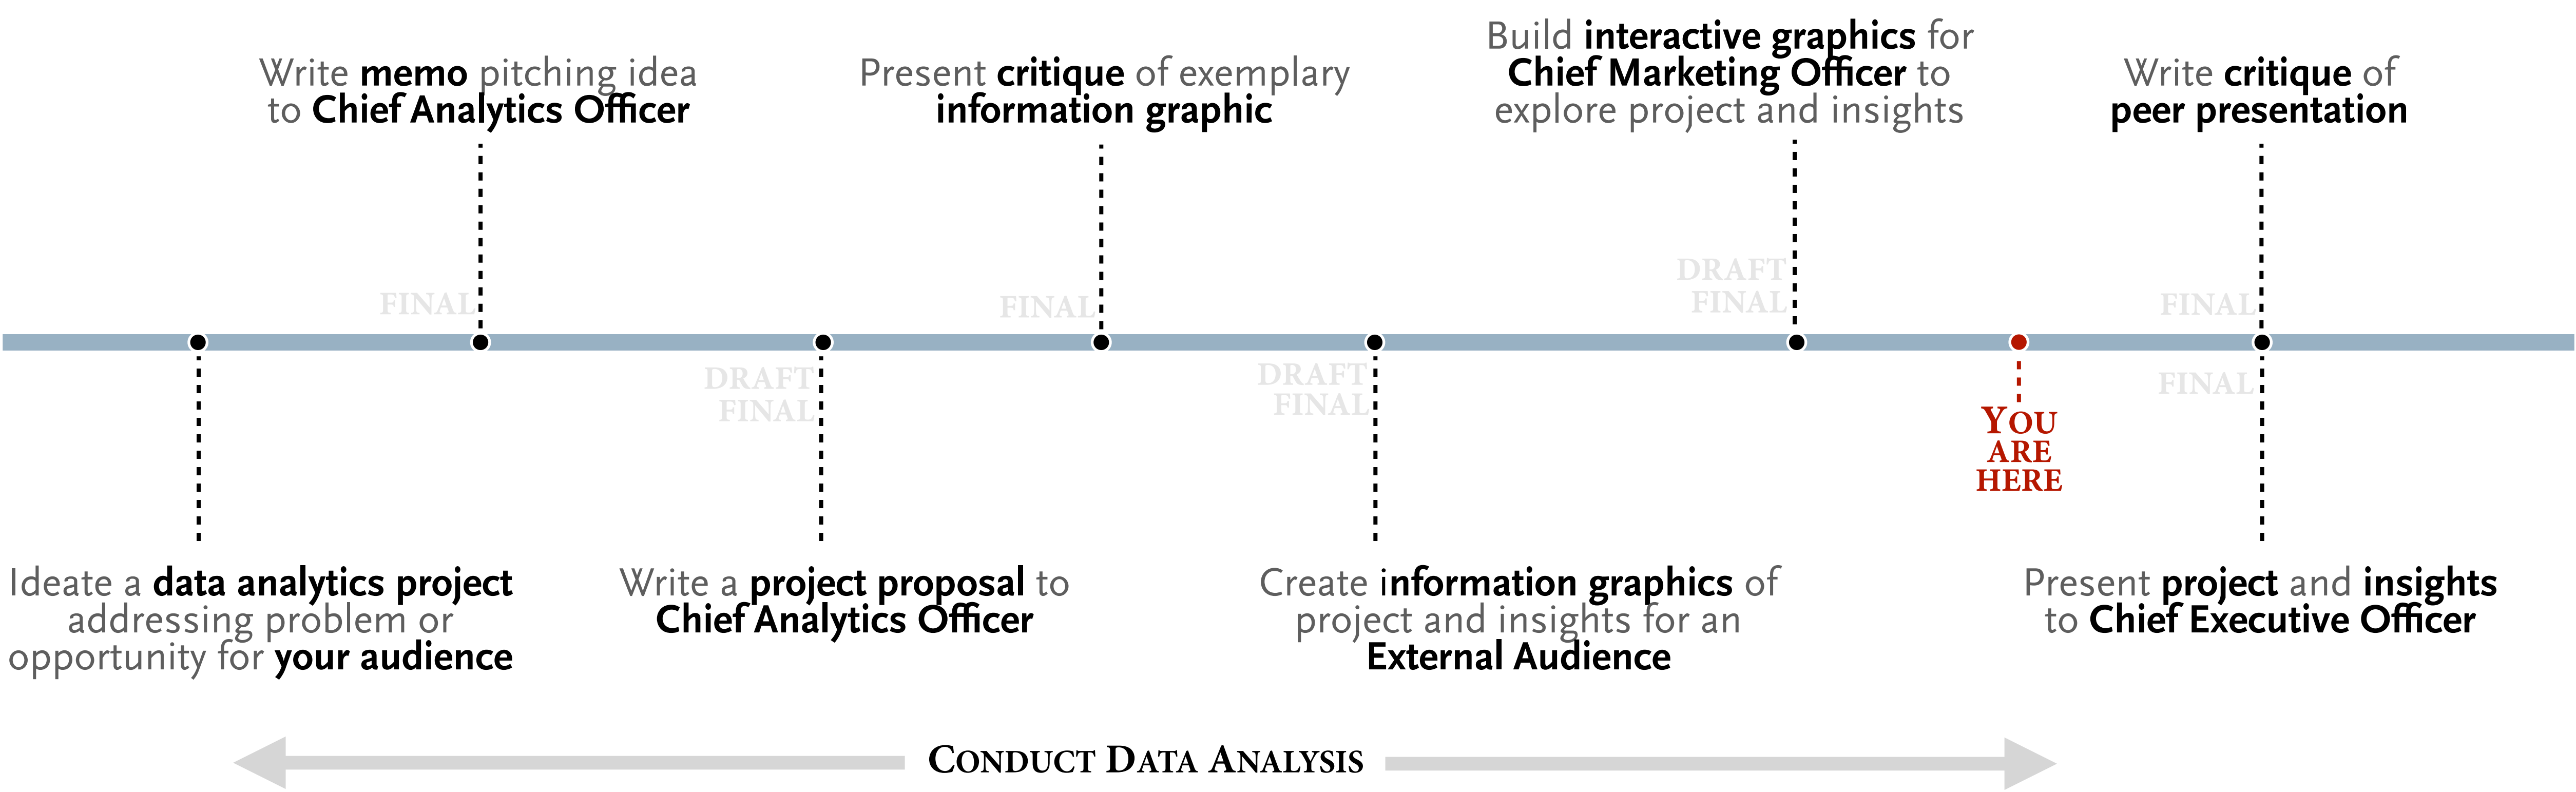 Write memo pitching idea
to Chief Analytics Officer
Present critique of exemplary
information graphic
Build interactive graphics for
Chief Marketing Officer to
explore project and insights
Write critique of
peer presentation
FINAL
FINAL
DRAFT
FINAL
FINAL
DRAFT
FINAL
DRAFT
FINAL
FINAL
YOU
ARE
HERE
Ideate a data analytics project
addressing problem or
opportunity for your audience
Write a project proposal to
Chief Analytics Officer
Create information graphics of
project and insights for an
External Audience
Present project and insights
to Chief Executive Officer
CONDUCT DATA ANALYSIS